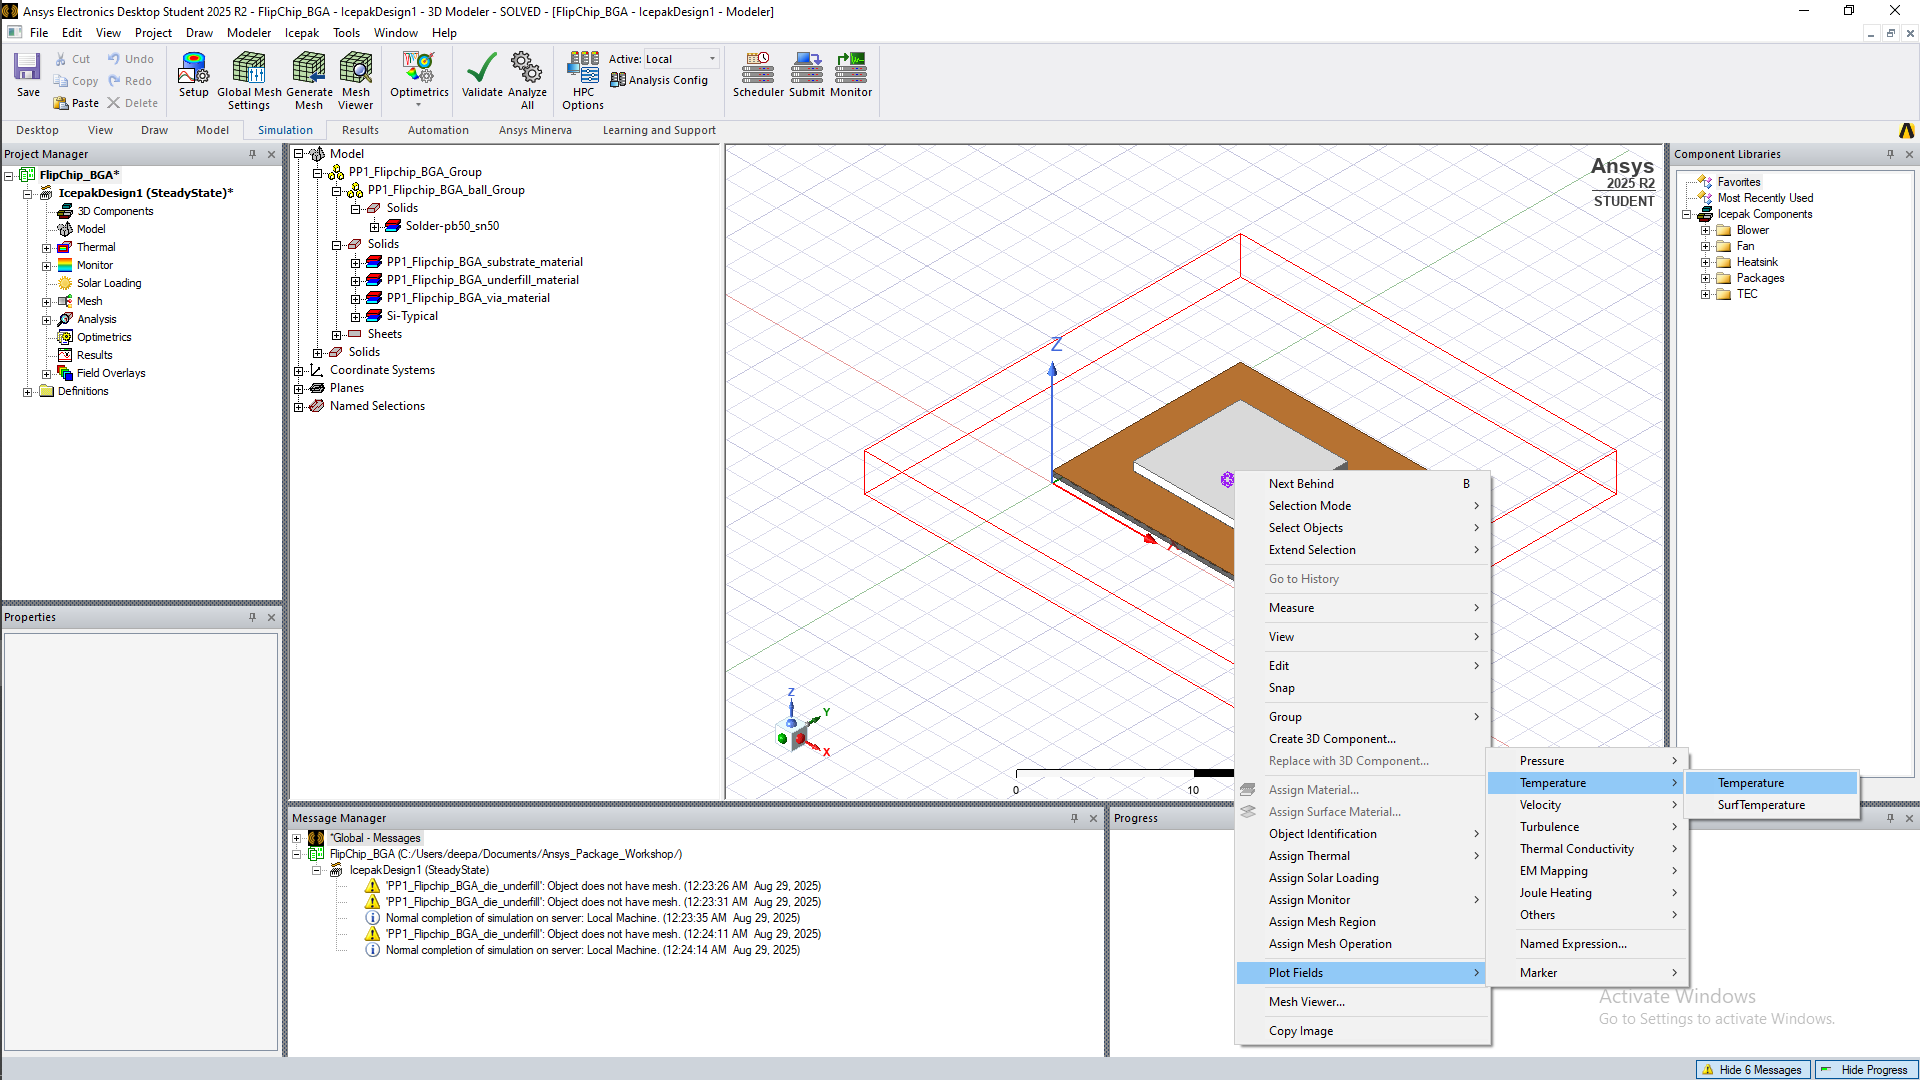 Ansys Electronics Desktop Student 2025 R2 - FlipChip_BGA - IcepakDesign1 - 3D Modeler - SOLVED - [FlipChip_BGA - IcepakDesign1 - Modeler]
File Edit View Project Draw Modeler Icepak Tools Window Help
Save
Cut
Copy
Paste
Undo
Redo
Delete
Setup
Global Mesh Settings
Generate Mesh
Mesh Viewer
Optimetrics
Validate
Analyze All
HPC Options
Active: Local
Analysis Config
Scheduler
Submit
Monitor
Desktop View Draw Model Simulation Results Automation Ansys Minerva Learning and Support
Project Manager
FlipChip_BGA*
IcepakDesign1 (SteadyState)*
3D Components
Model
Thermal
Monitor
Solar Loading
Mesh
Analysis
Optimetrics
Results
Field Overlays
Definitions
Properties
Model
PP1_Flipchip_BGA_Group
PP1_Flipchip_BGA_ball_Group
Solids
Solder-pb50_sn50
Solids
PP1_Flipchip_BGA_substrate_material
PP1_Flipchip_BGA_underfill_material
PP1_Flipchip_BGA_via_material
Si-Typical
Sheets
Solids
Coordinate Systems
Planes
Named Selections
Ansys
2025 R2
STUDENT
Z
X
Z
Y
X
0
10
Next Behind B
Selection Mode
Select Objects
Extend Selection
Go to History
Measure
View
Edit
Snap
Group
Create 3D Component...
Replace with 3D Component...
Assign Material...
Assign Surface Material...
Object Identification
Assign Thermal
Assign Solar Loading
Assign Monitor
Assign Mesh Region
Assign Mesh Operation
Plot Fields
Mesh Viewer...
Copy Image
Pressure
Temperature
Velocity
Turbulence
Thermal Conductivity
EM Mapping
Joule Heating
Others
Named Expression...
Marker
Temperature
SurfTemperature
Component Libraries
Favorites
Most Recently Used
Icepak Components
Blower
Fan
Heatsink
Packages
TEC
Message Manager
*Global - Messages
FlipChip_BGA (C:/Users/deepa/Documents/Ansys_Package_Workshop/)
IcepakDesign1 (SteadyState)
'PP1_Flipchip_BGA_die_underfill': Object does not have mesh. (12:23:26 AM Aug 29, 2025)
'PP1_Flipchip_BGA_die_underfill': Object does not have mesh. (12:23:31 AM Aug 29, 2025)
Normal completion of simulation on server: Local Machine. (12:23:35 AM Aug 29, 2025)
'PP1_Flipchip_BGA_die_underfill': Object does not have mesh. (12:24:11 AM Aug 29, 2025)
Normal completion of simulation on server: Local Machine. (12:24:14 AM Aug 29, 2025)
Progress
Activate Windows
Go to Settings to activate Windows.
Hide 6 Messages
Hide Progress